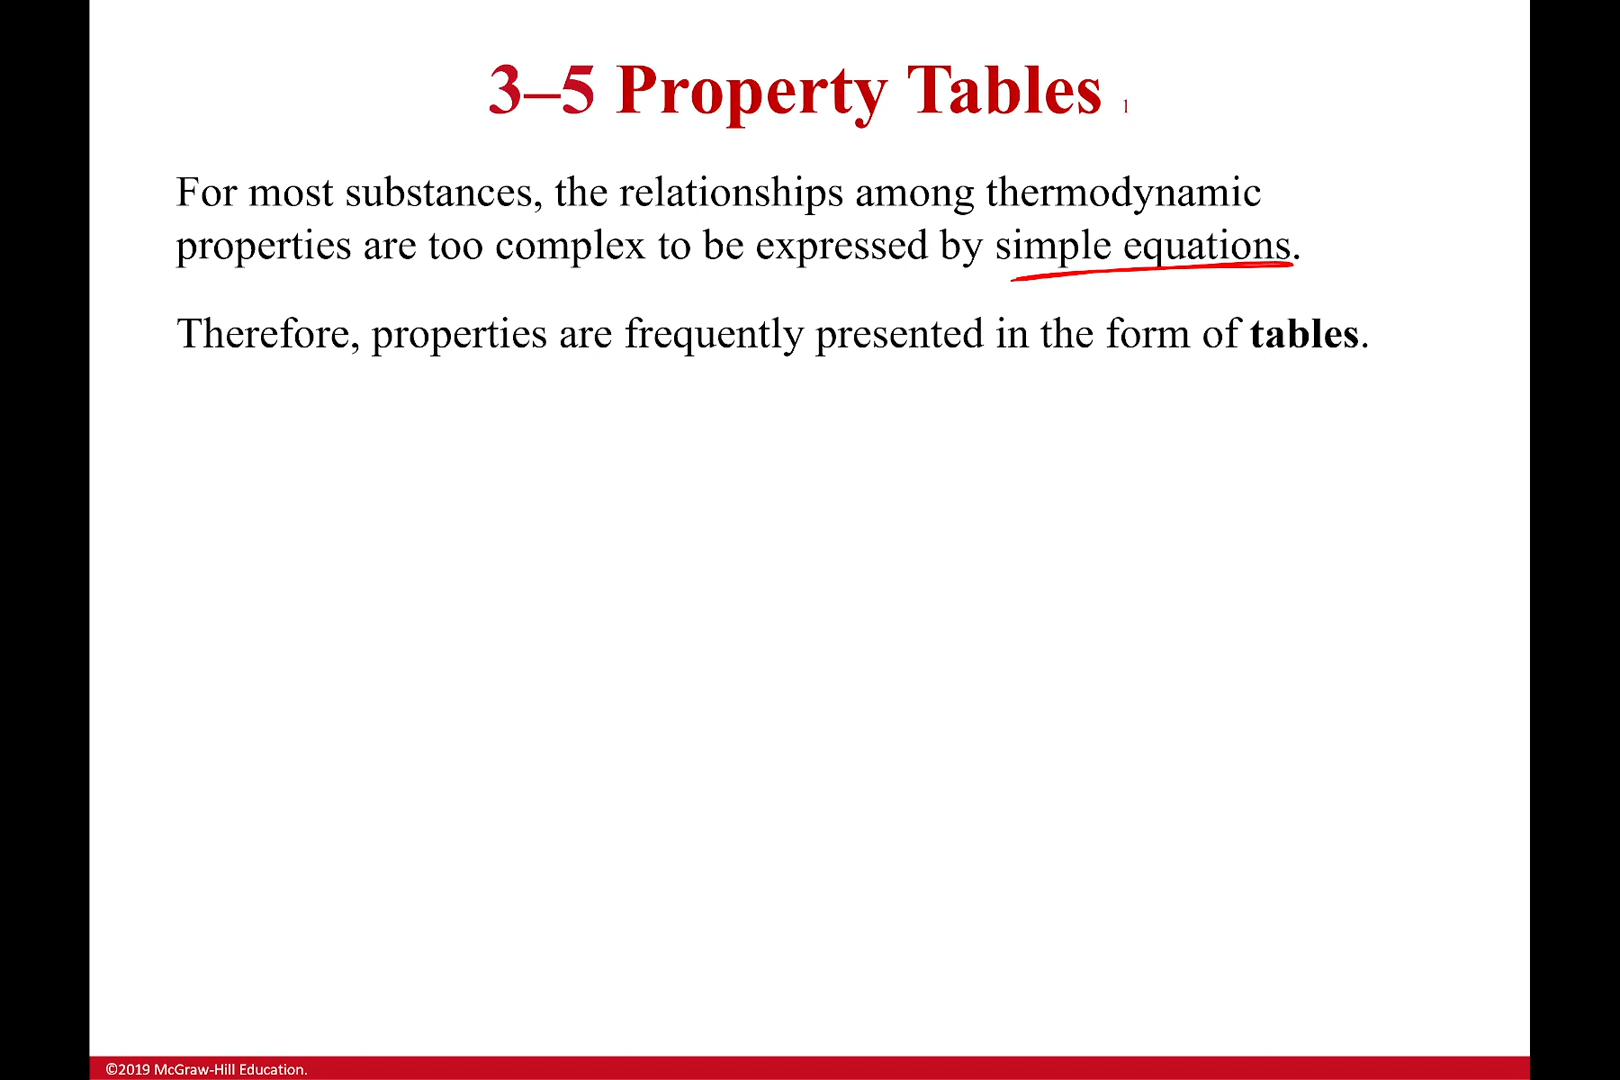 3–5 Property Tables 1
For most substances, the relationships among thermodynamic
properties are too complex to be expressed by simple equations.
Therefore, properties are frequently presented in the form of tables.
©2019 McGraw-Hill Education.